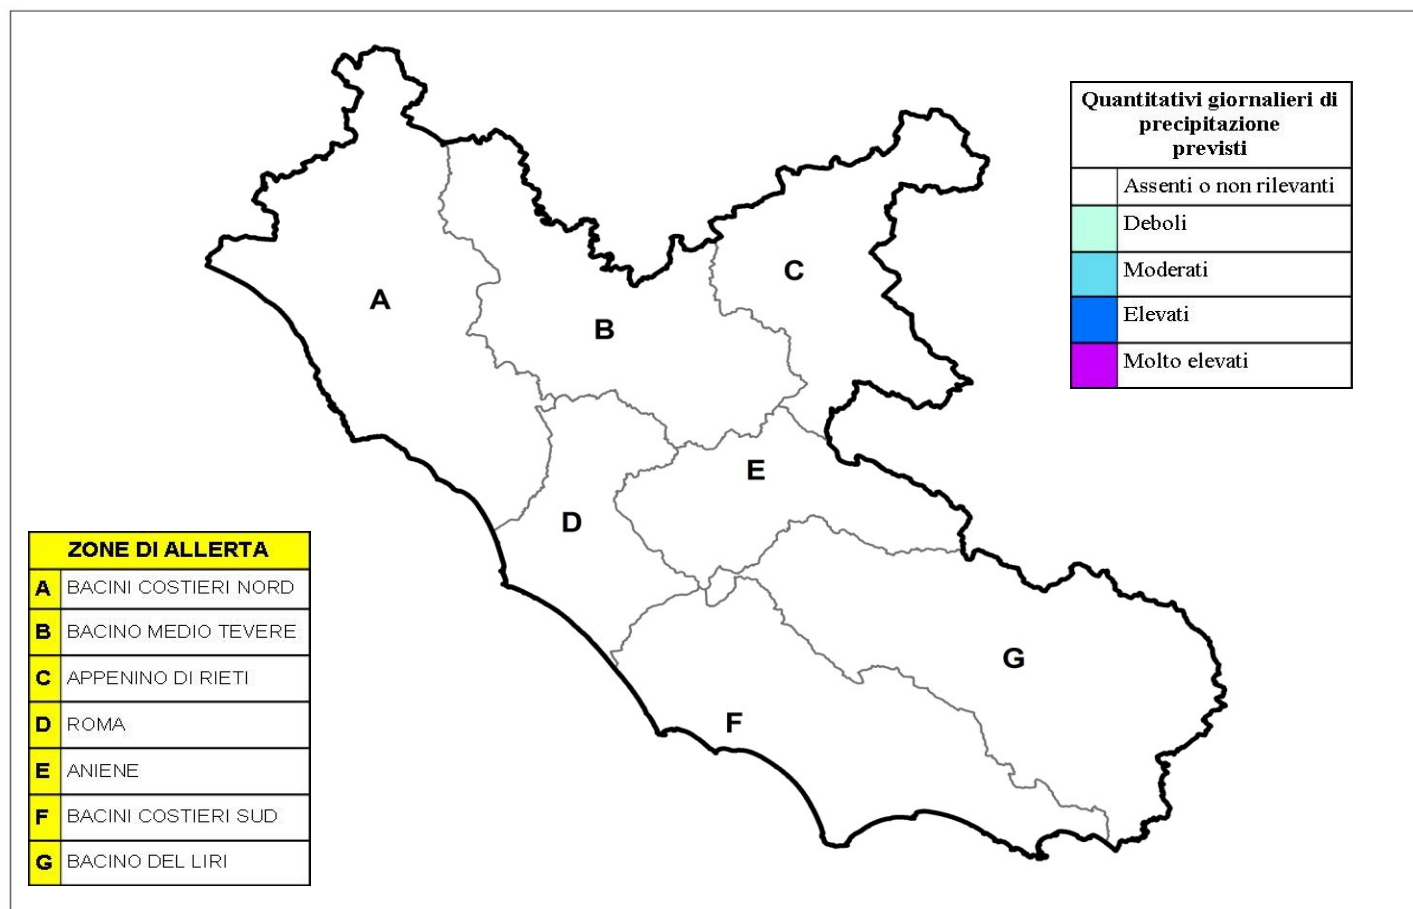 Quantitativi giornalieri di
precipitazione
previsti
Assenti o non rilevanti
Deboli
Moderati
Elevati
Molto elevati
A
B
C
D
E
F
G
ZONE DI ALLERTA
A BACINI COSTIERI NORD
B BACINO MEDIO TEVERE
C APPENINO DI RIETI
D ROMA
E ANIENE
F BACINI COSTIERI SUD
G BACINO DEL LIRI